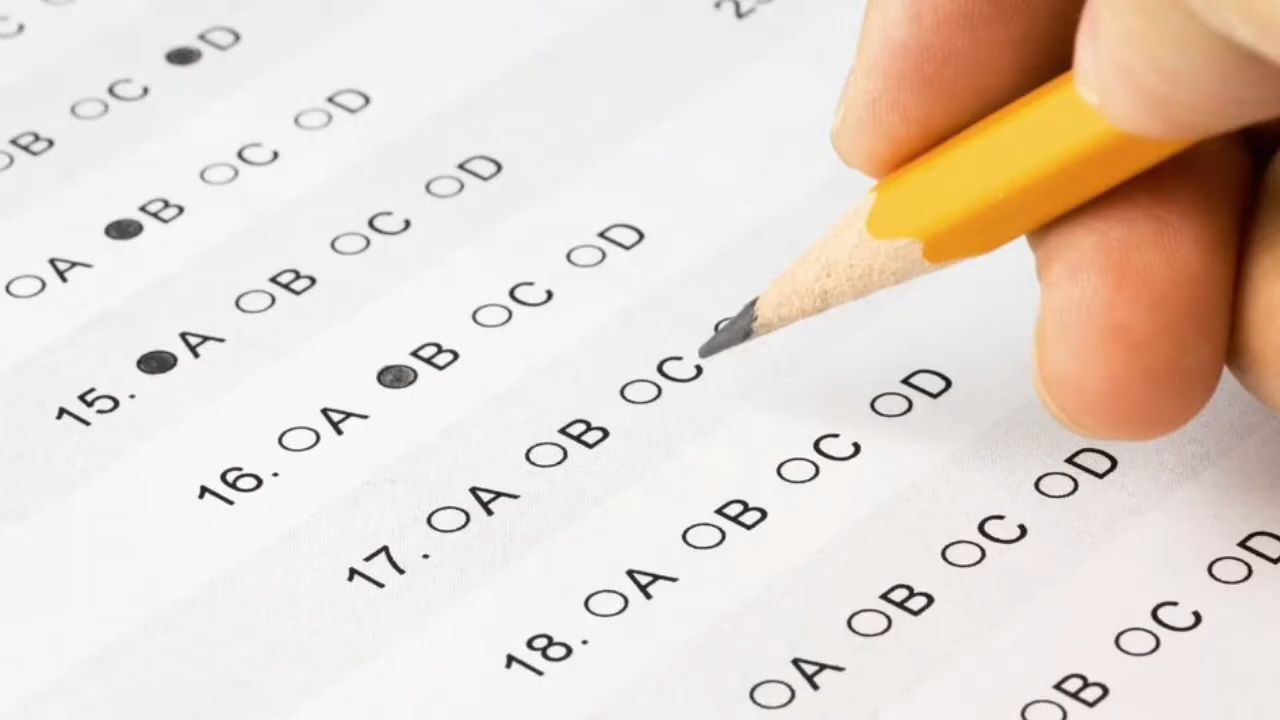 C
B C D
A B C D
15. A B C D
16. A B C D
17. A B C
18. A B C D
A B C D
B C D